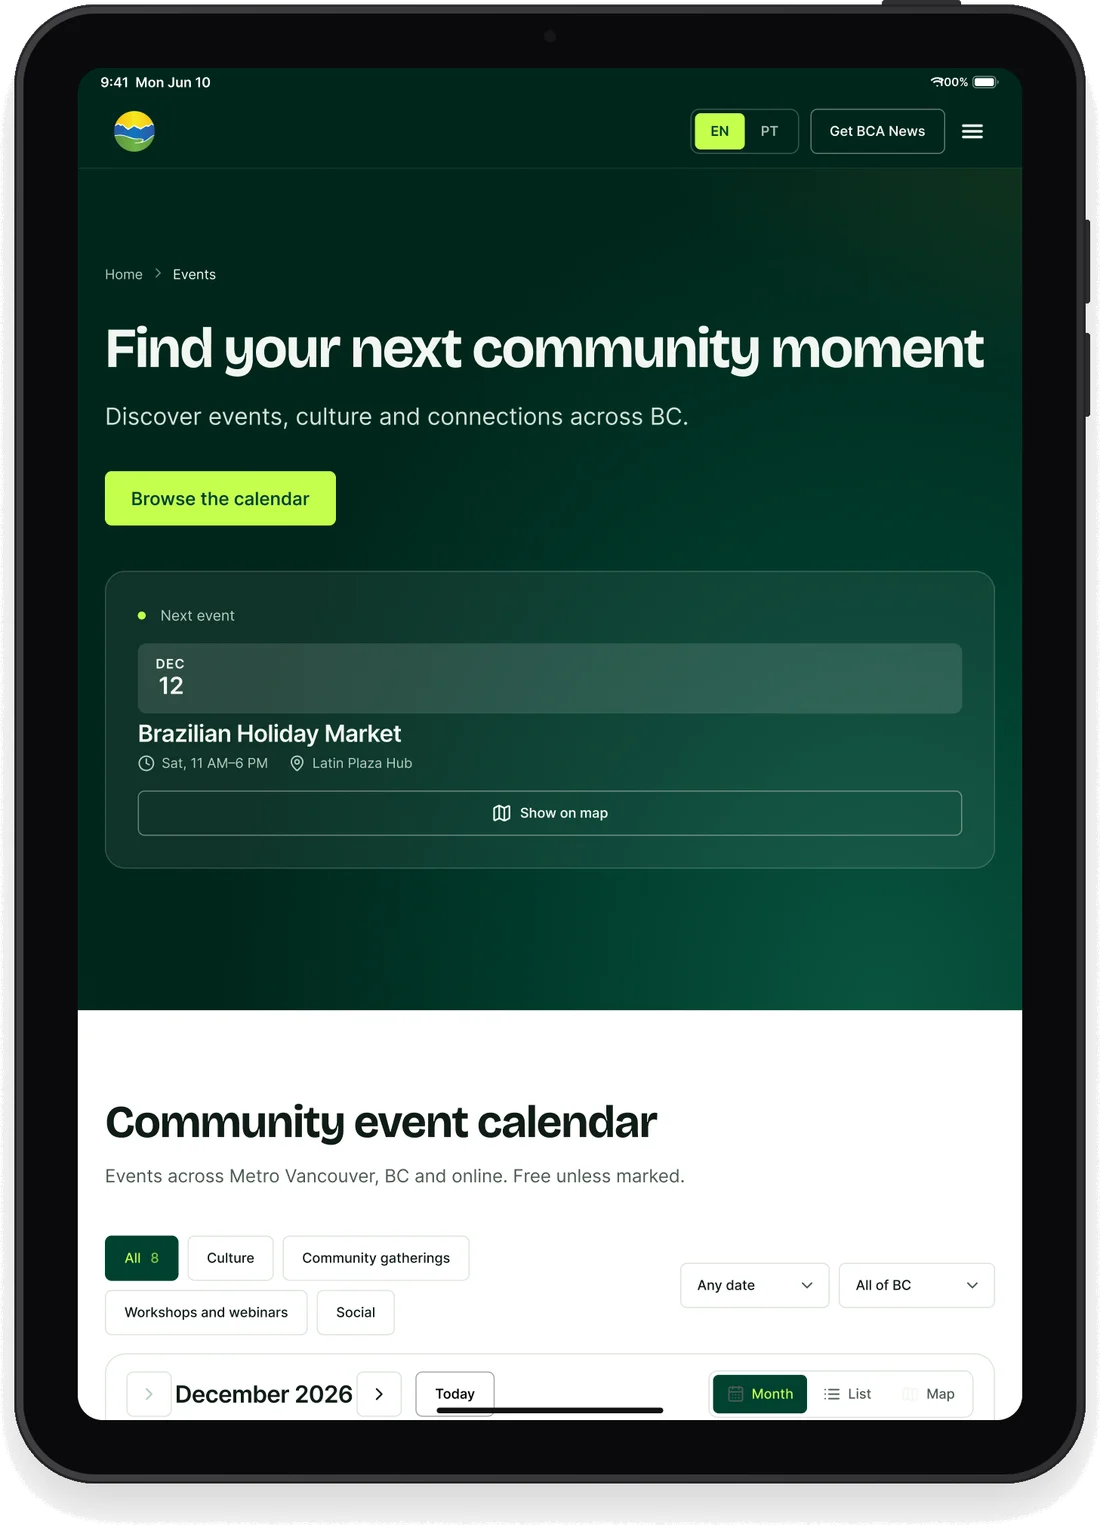 9:41 Mon Jun 10
100%
EN PT Get BCA News
Home Events
Find your next community moment
Discover events, culture and connections across BC.
Browse the calendar
Next event
DEC
12
Brazilian Holiday Market
Sat, 11 AM–6 PM Latin Plaza Hub
Show on map
Community event calendar
Events across Metro Vancouver, BC and online. Free unless marked.
All 8 Culture Community gatherings
Workshops and webinars Social
Any date All of BC
December 2026 Today Month List Map